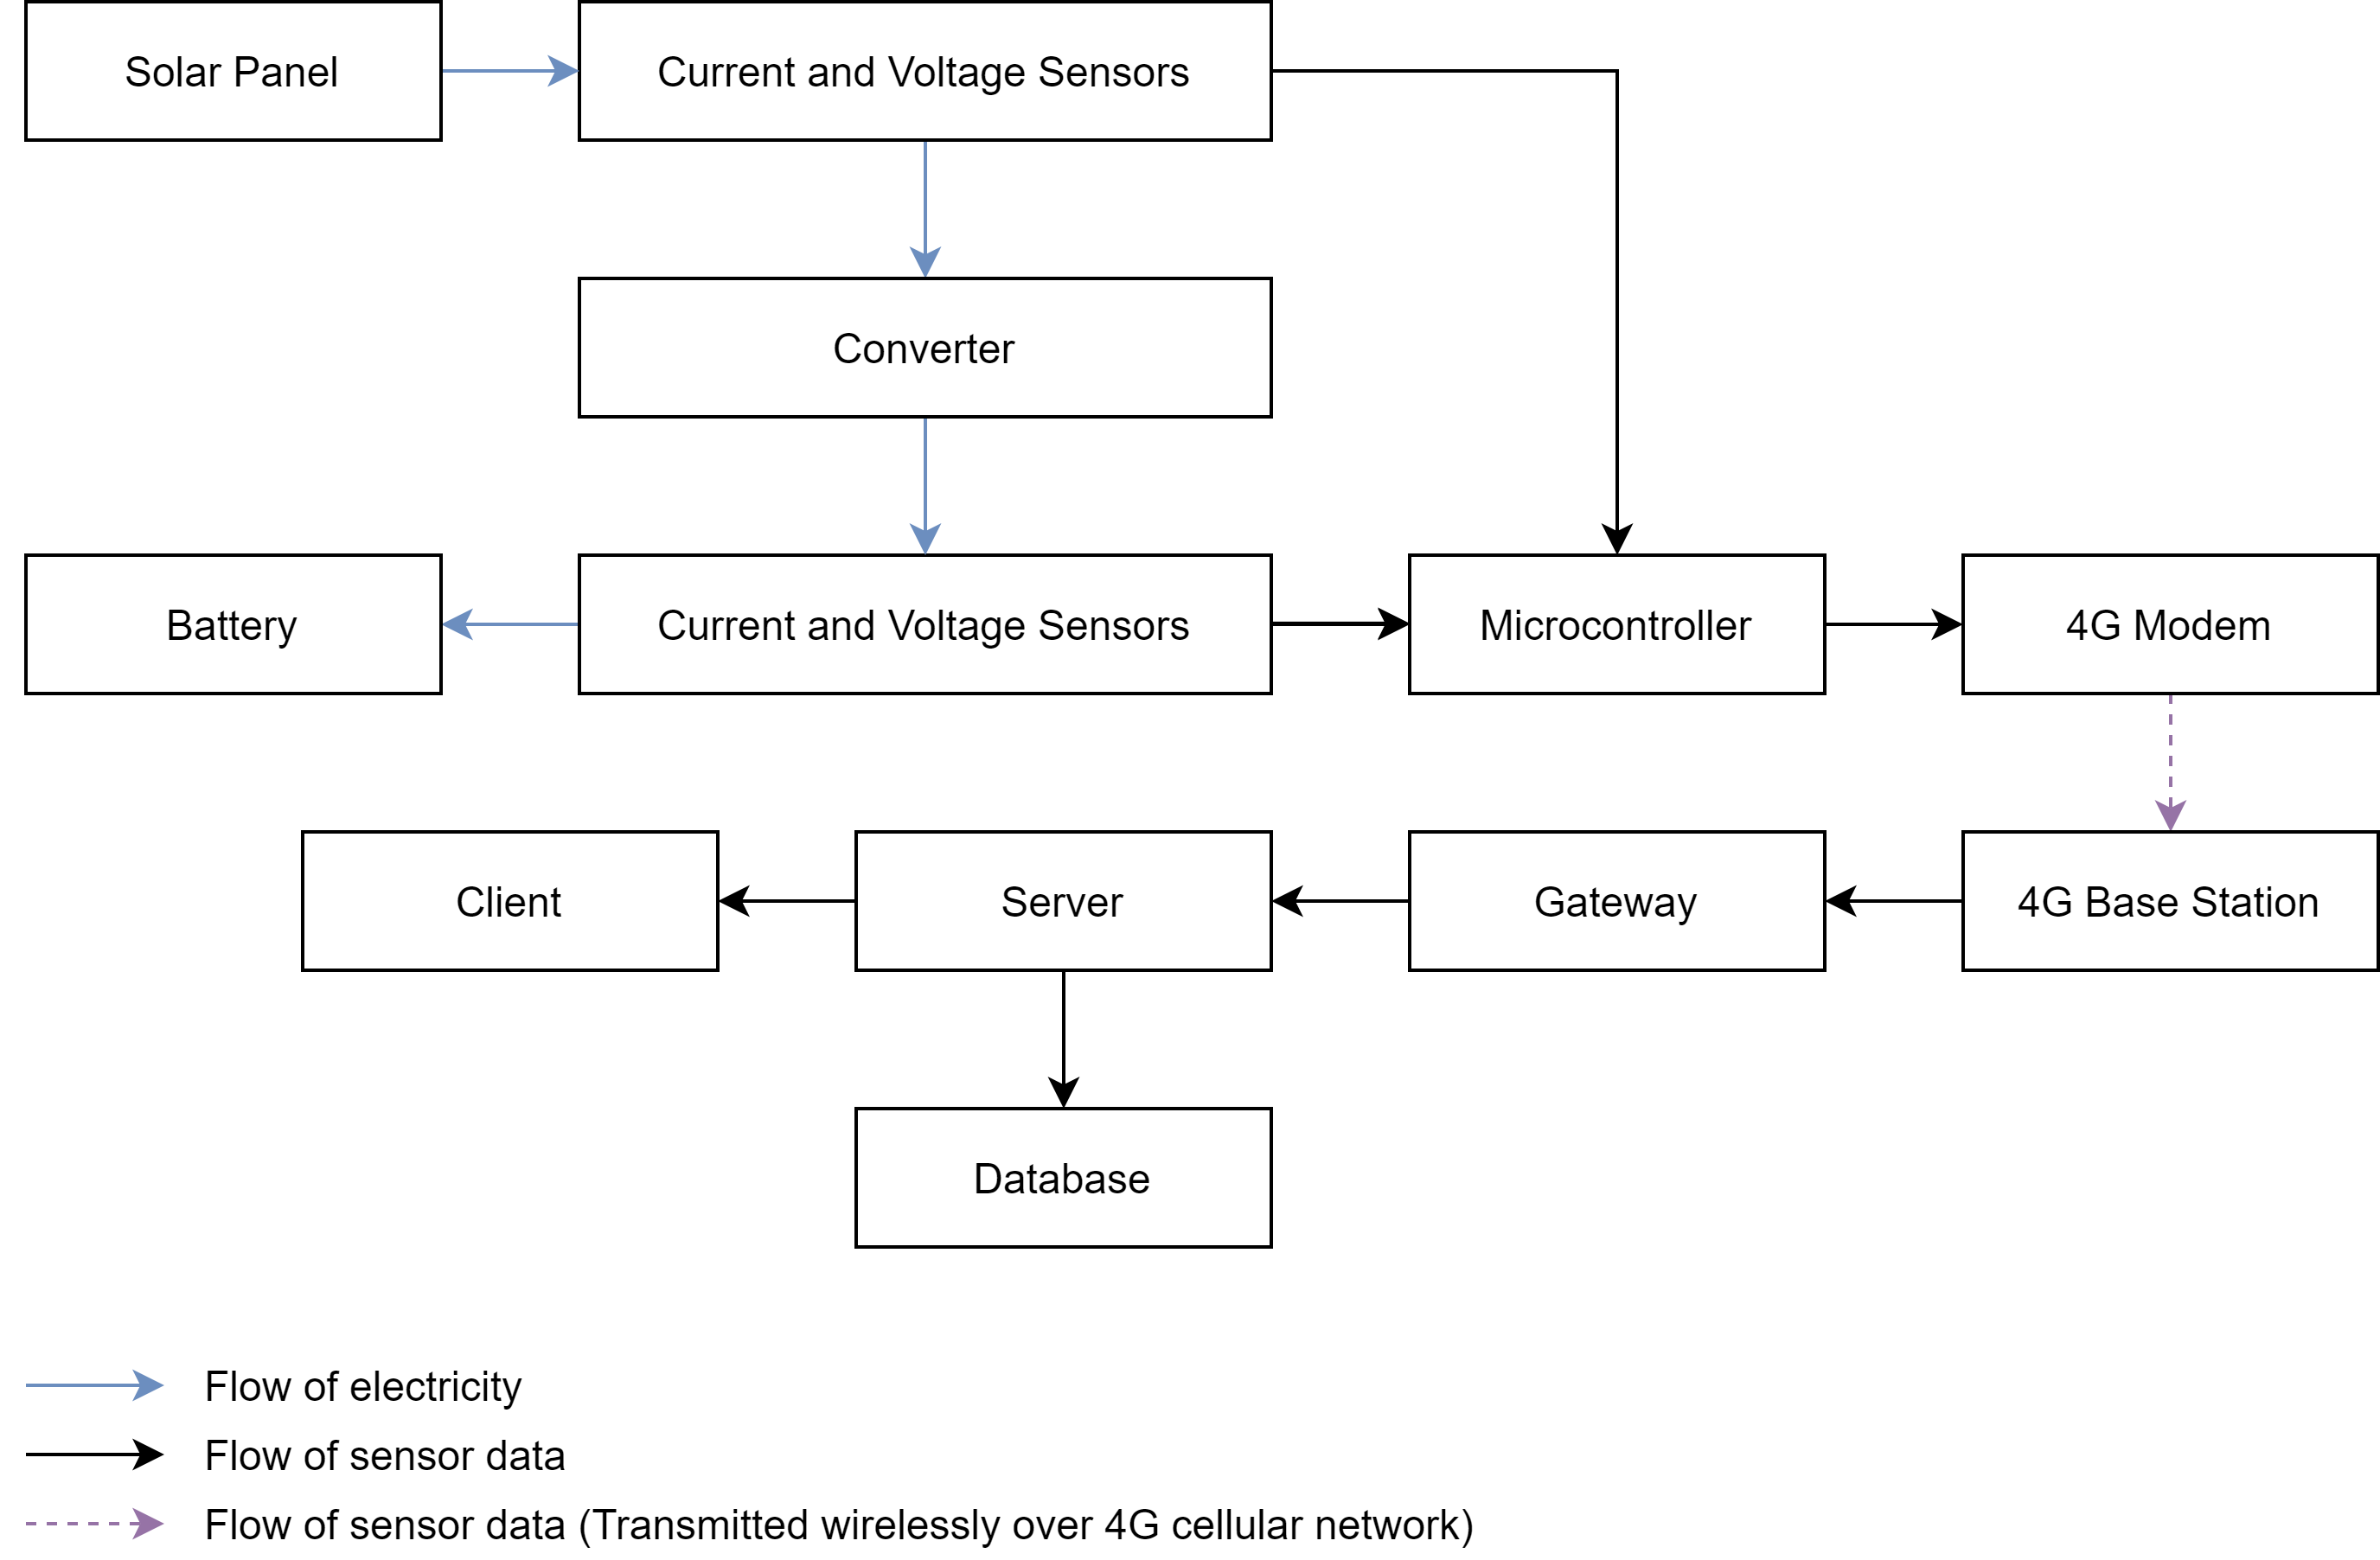 Solar Panel
Current and Voltage Sensors
Converter
Battery
Current and Voltage Sensors
Microcontroller
4G Modem
Client
Server
Gateway
4G Base Station
Database
Flow of electricity
Flow of sensor data
Flow of sensor data (Transmitted wirelessly over 4G cellular network)